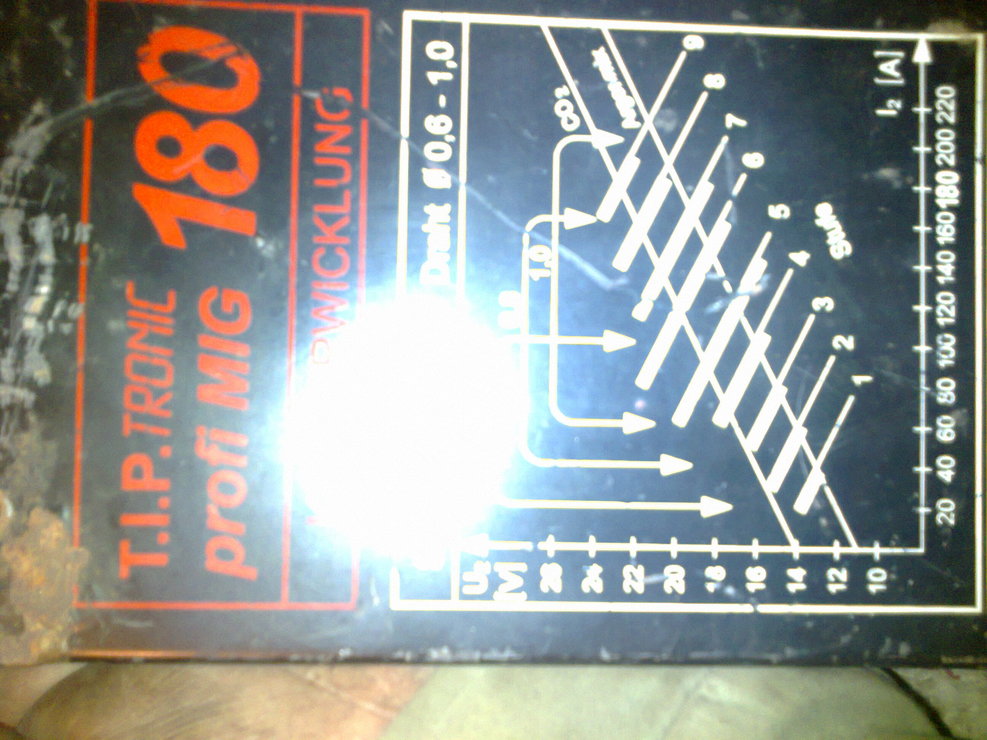 T.I.P.TRONIC
profi MIG 180
PWICKLUNG
Draht Ø 0,6 - 1,0
U₂
[V]
26
24
22
20
18
16
14
12
10
1,0
CO₂
9
8
7
6
5
4
3
2
1
Stufe
20 40 60 80 100 120 140 160 180 200 220
I₂ [A]